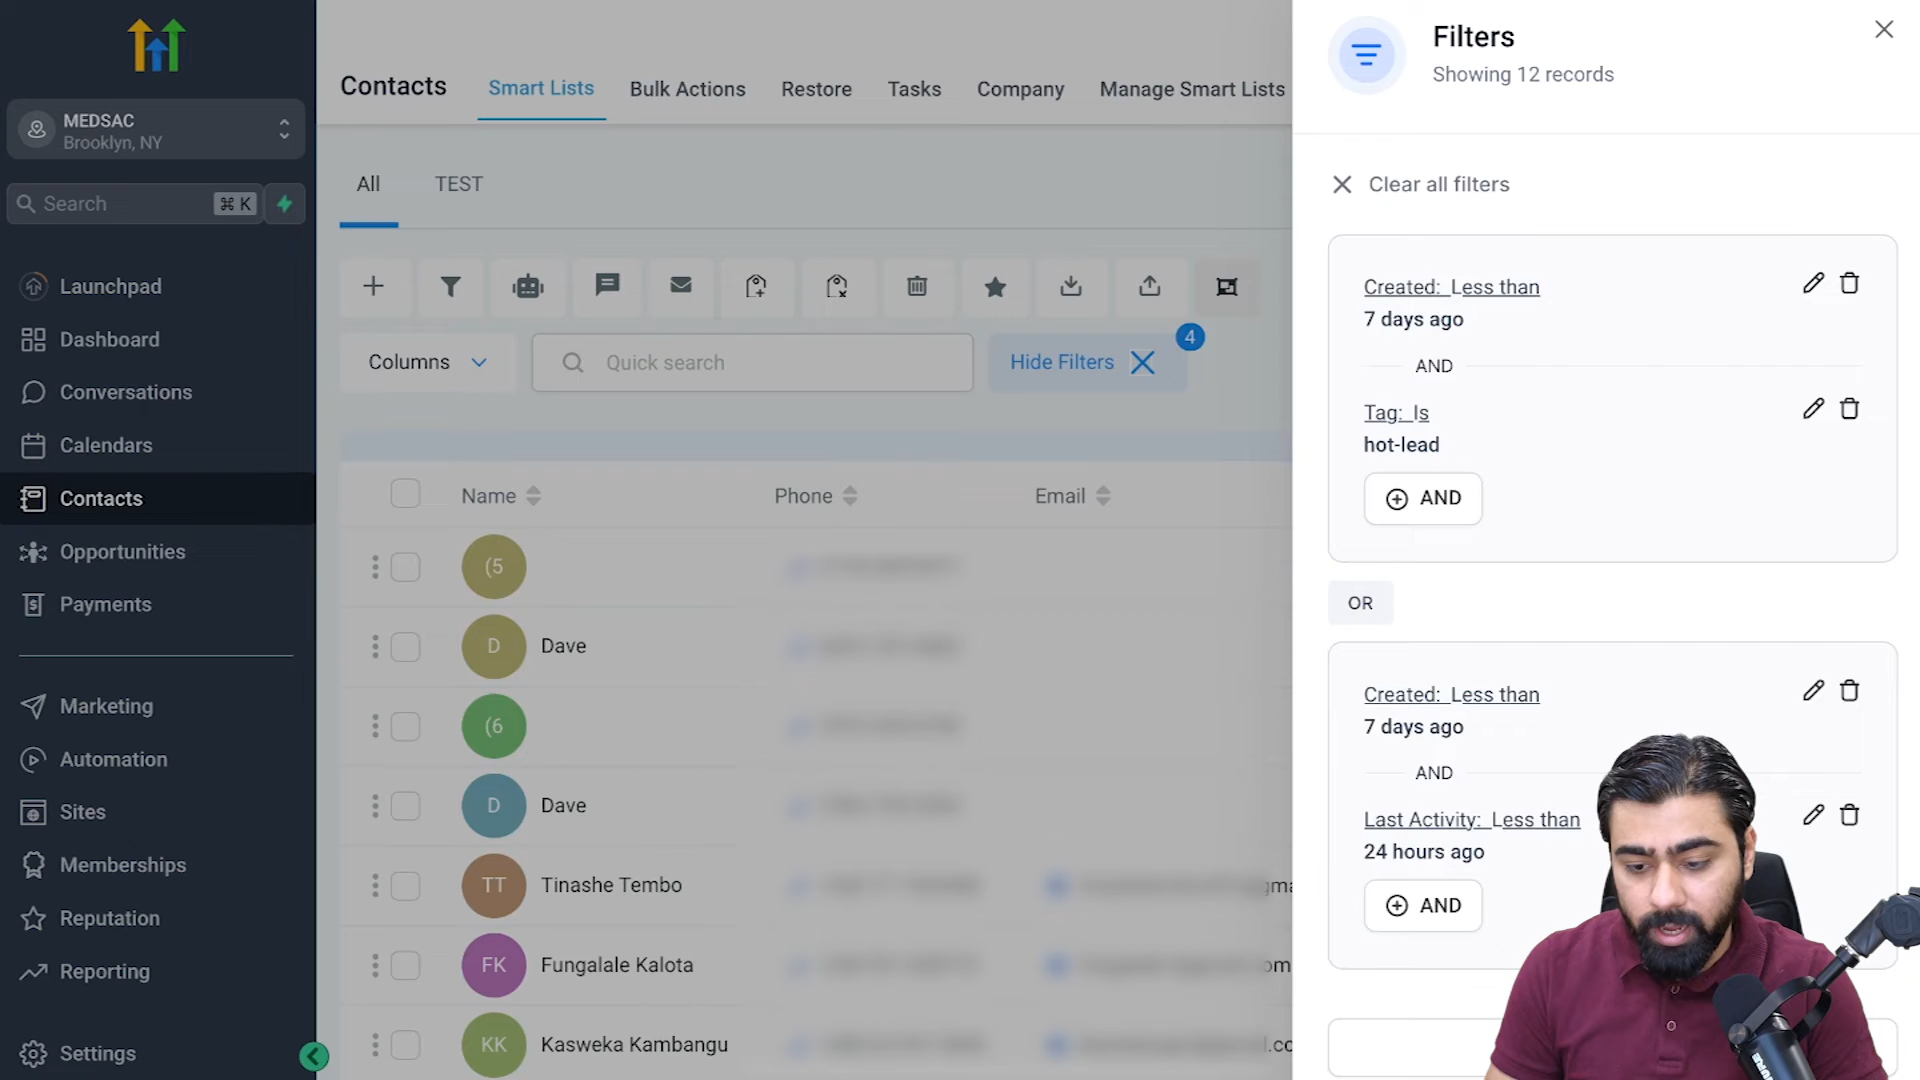 MEDSAC
Brooklyn, NY
Search
⌘ K
Launchpad
Dashboard
Conversations
Calendars
Contacts
Opportunities
Payments
Marketing
Automation
Sites
Memberships
Reputation
Reporting
Settings
Contacts
Smart Lists
Bulk Actions
Restore
Tasks
Company
Manage Smart Lists
All
TEST
Columns
Quick search
Hide Filters
4
Name
Phone
Email
(5
D
Dave
(6
D
Dave
TT
Tinashe Tembo
FK
Fungalale Kalota
KK
Kasweka Kambangu
Filters
Showing 12 records
Clear all filters
Created: Less than
7 days ago
AND
Tag: Is
hot-lead
AND
OR
Created: Less than
7 days ago
AND
Last Activity: Less than
24 hours ago
AND